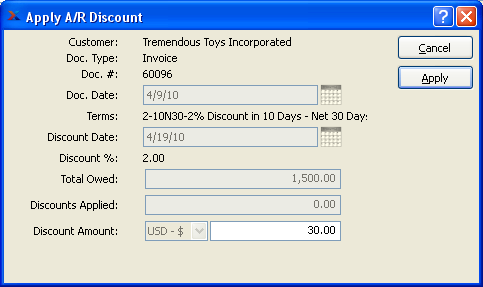 Apply A/R Discount
Customer: Tremendous Toys Incorporated
Doc. Type: Invoice
Doc. #: 60096
Doc. Date: 4/9/10
Terms: 2-10N30-2% Discount in 10 Days - Net 30 Day:
Discount Date: 4/19/10
Discount %: 2.00
Total Owed: 1,500.00
Discounts Applied: 0.00
Discount Amount: USD - $ 30.00
Cancel
Apply